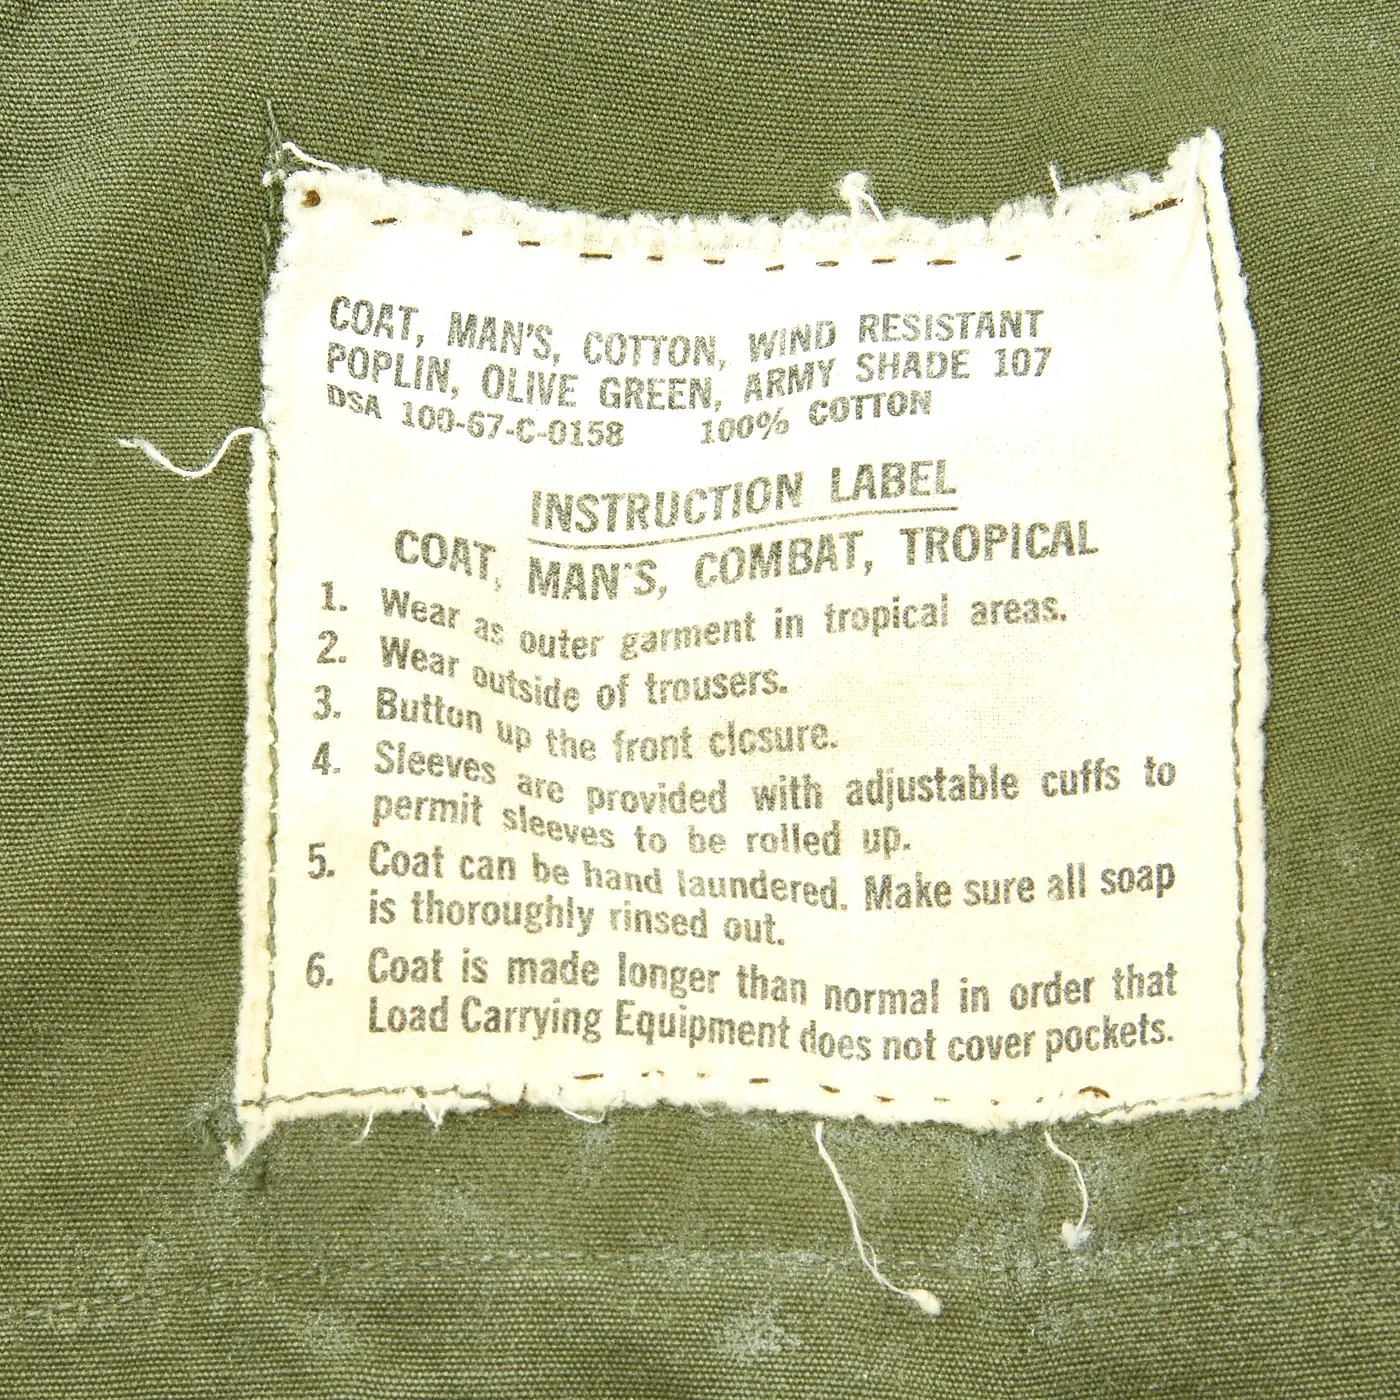 COAT, MAN'S, COTTON, WIND RESISTANT
POPLIN, OLIVE GREEN, ARMY SHADE 107
DSA 100-67-C-0158 100% COTTON
INSTRUCTION LABEL
COAT, MAN'S, COMBAT, TROPICAL
1. Wear as outer garment in tropical areas.
2. Wear outside of trousers.
3. Button up the front closure.
4. Sleeves are provided with adjustable cuffs to
permit sleeves to be rolled up.
5. Coat can be hand laundered. Make sure all soap
is thoroughly rinsed out.
6. Coat is made longer than normal in order that
Load Carrying Equipment does not cover pockets.